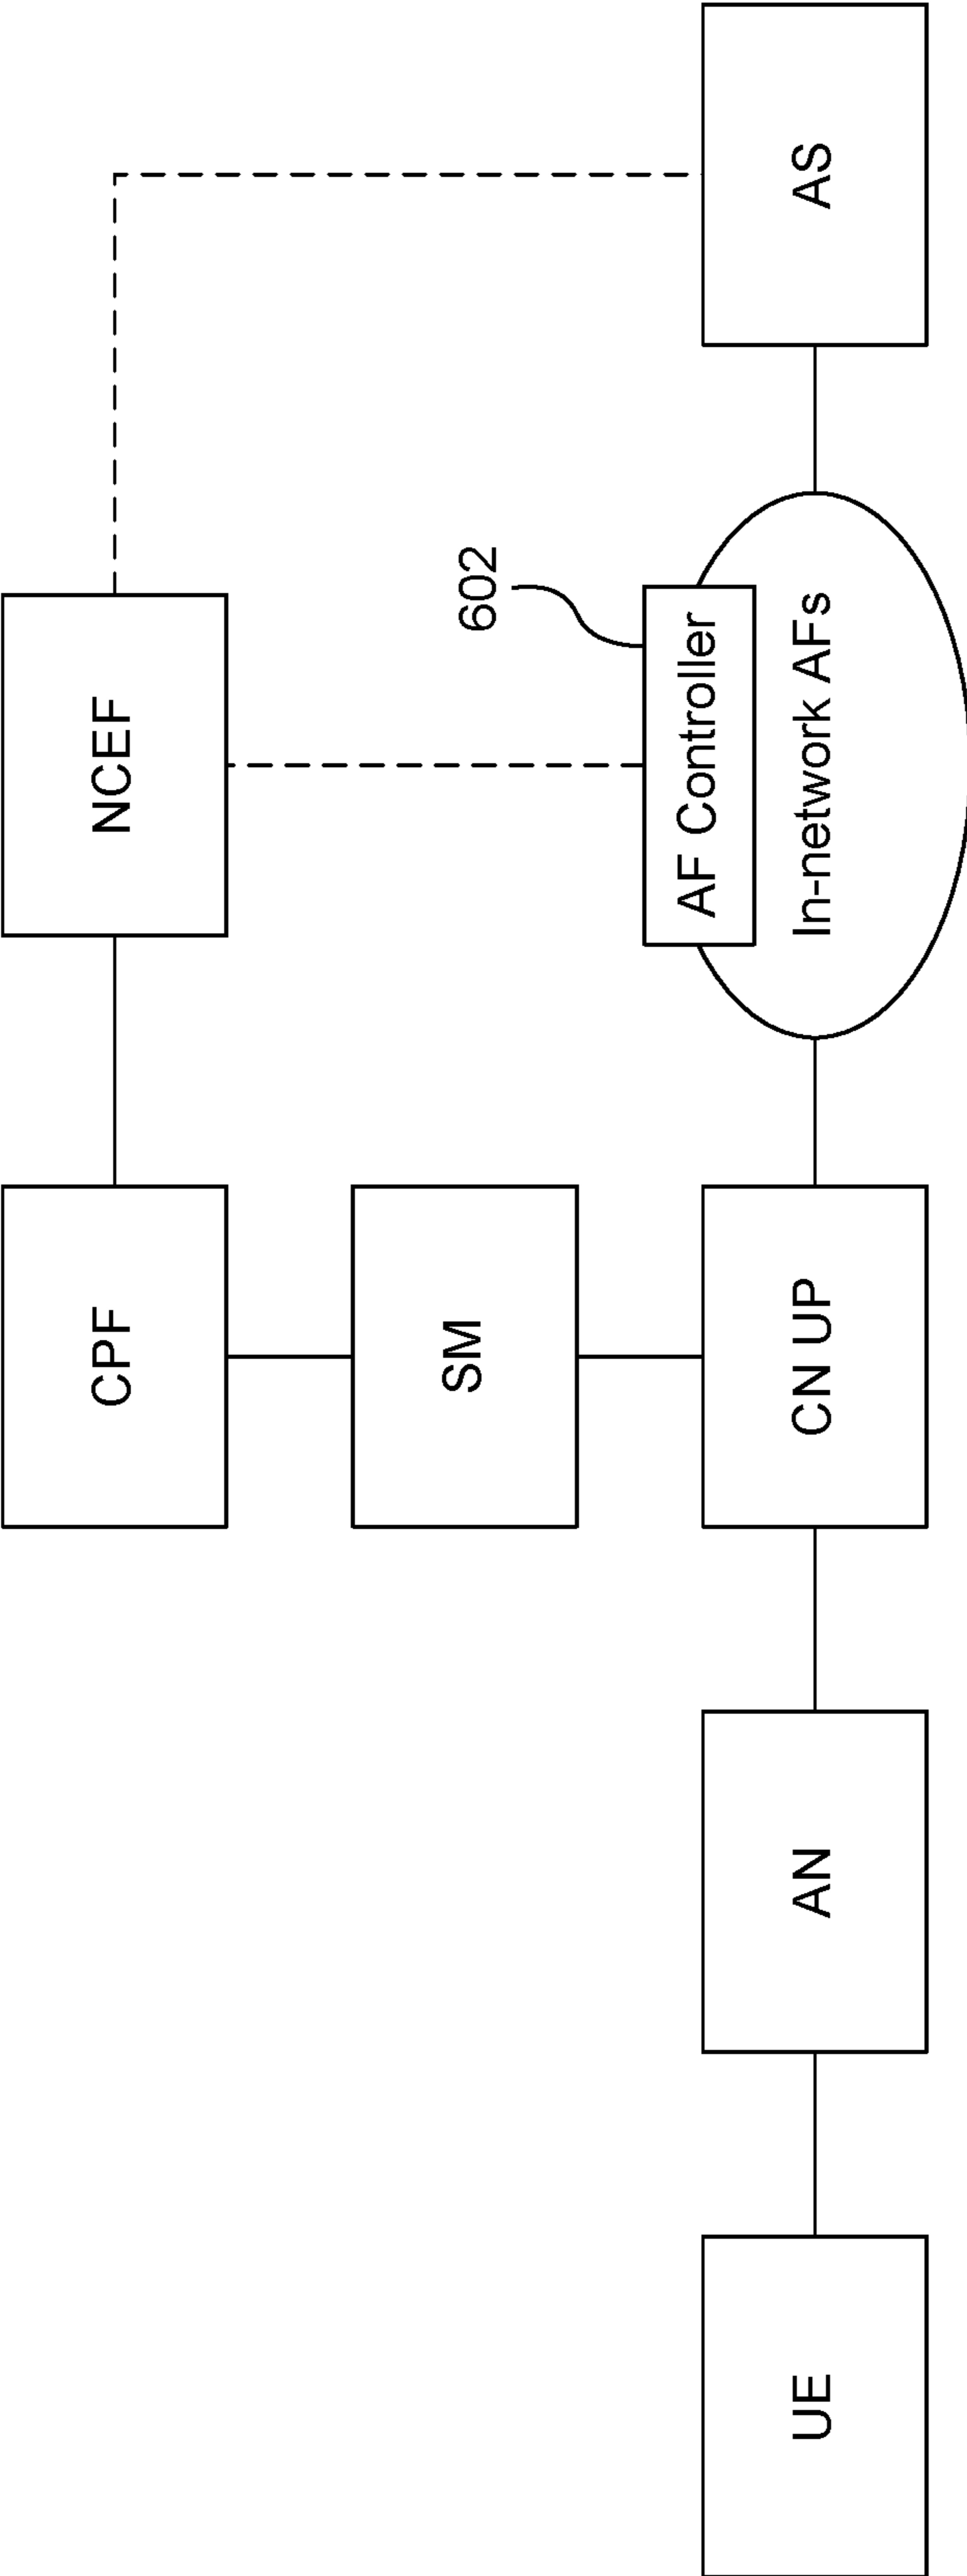 CPF
NCEF
SM
602
AF Controller
UE
AN
CN UP
In-network AFs
AS